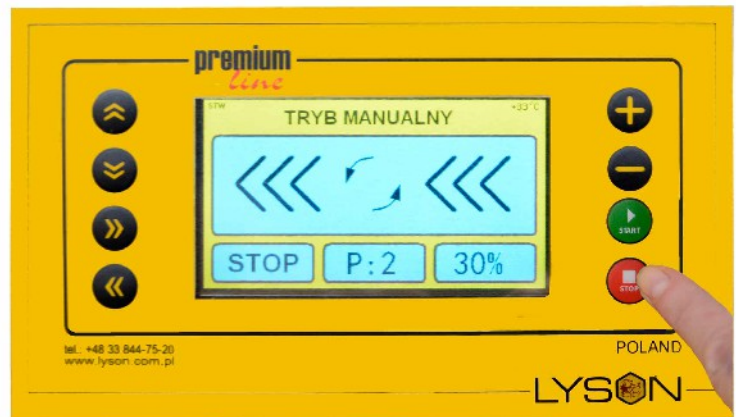 premium
line
STW
+33°C
TRYB MANUALNY
STOP
P:2
30%
START
STOP
tel.: +48 33 844-75-20
www.lyson.com.pl
POLAND
LYSON